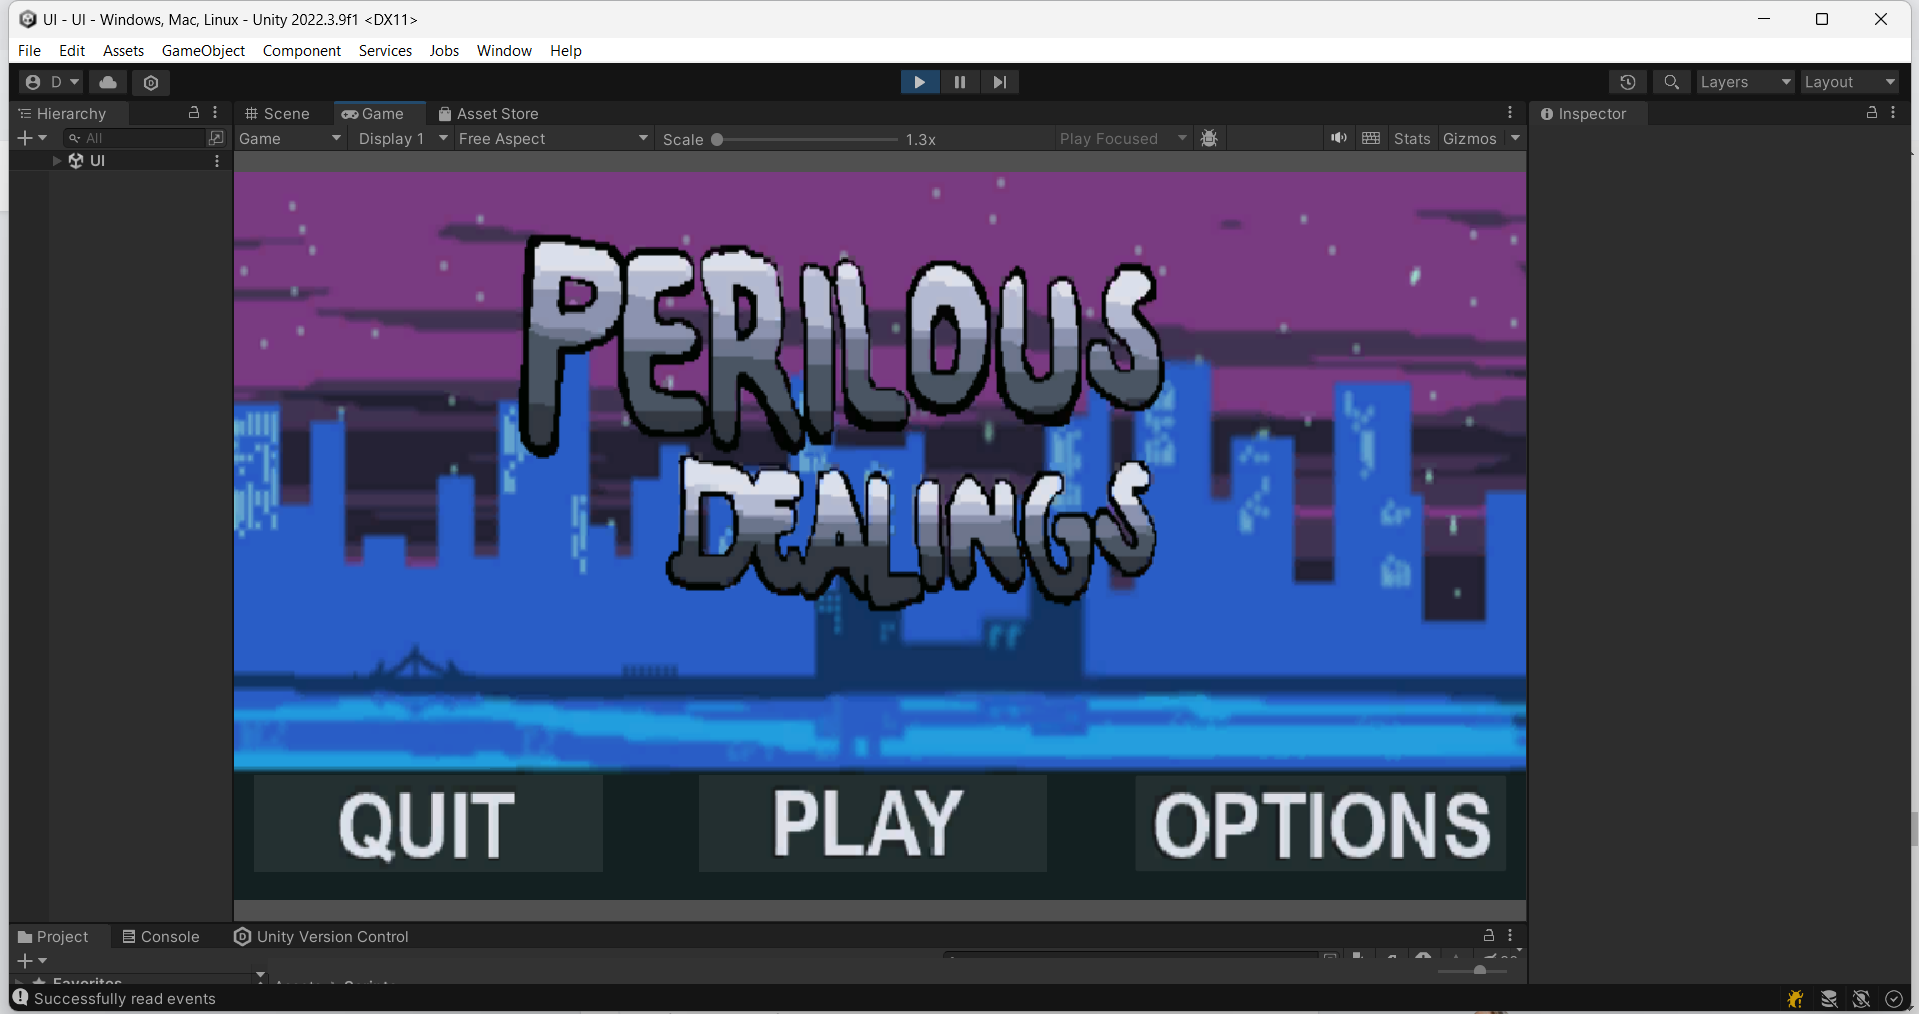 UI - UI - Windows, Mac, Linux - Unity 2022.3.9f1 <DX11>
File Edit Assets GameObject Component Services Jobs Window Help
D Layers Layout
Hierarchy Scene Game Asset Store Inspector
All Game Display 1 Free Aspect Scale 1.3x Play Focused Stats Gizmos
UI
PERILOUS
DEALINGS
QUIT PLAY OPTIONS
Project Console Unity Version Control
Favorites
Successfully read events